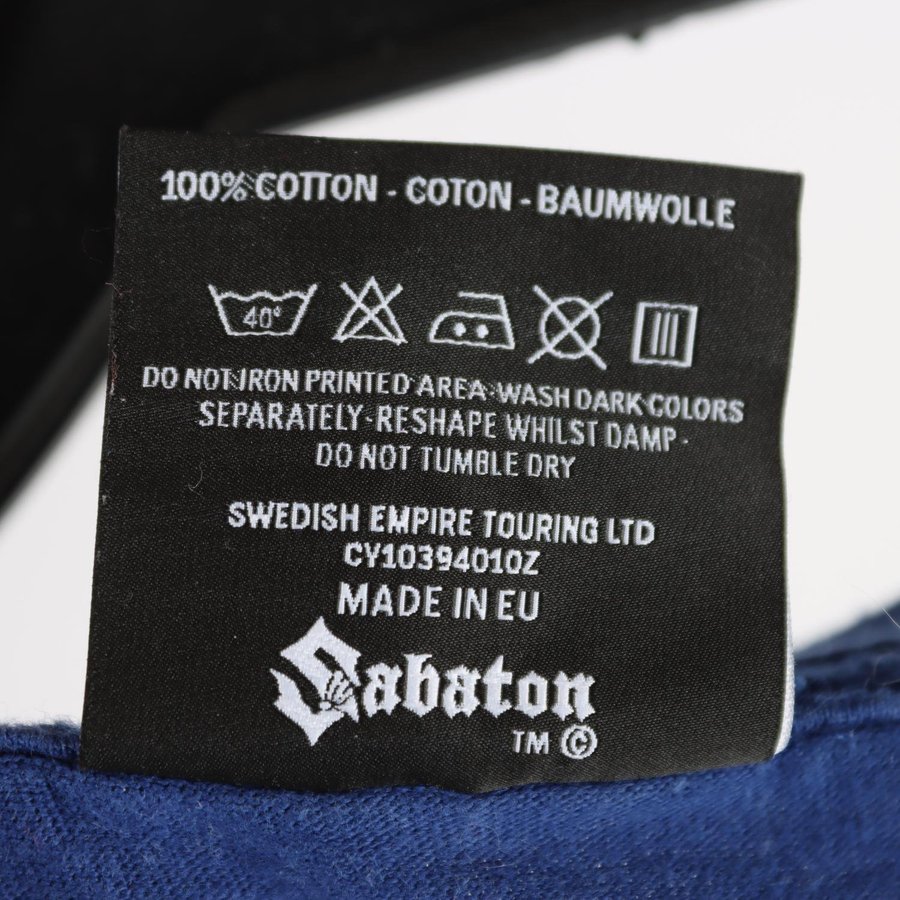 100% COTTON - COTON - BAUMWOLLE
40°
DO NOT IRON PRINTED AREA · WASH DARK COLORS
SEPARATELY · RESHAPE WHILST DAMP ·
DO NOT TUMBLE DRY
SWEDISH EMPIRE TOURING LTD
CY10394010Z
MADE IN EU
Sabaton
TM ©